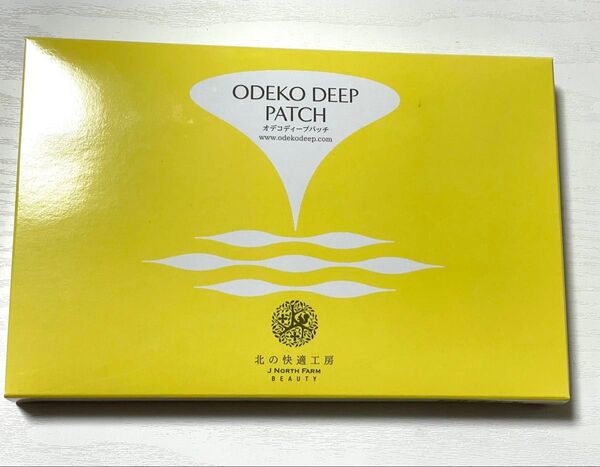 ODEKO DEEP
PATCH
オデコディープパッチ
www.odekodeep.com
北の快適工房
J NORTH FARM
BEAUTY